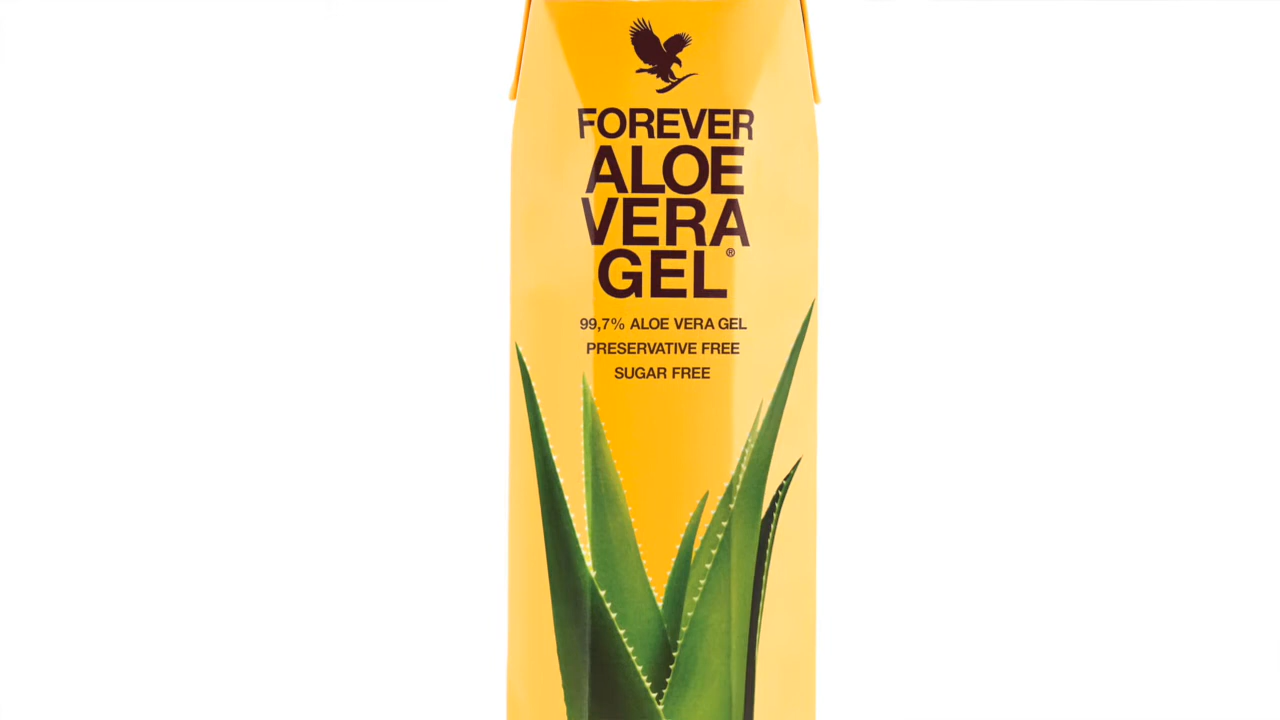 FOREVER
ALOE
VERA
GEL®
99,7% ALOE VERA GEL
PRESERVATIVE FREE
SUGAR FREE